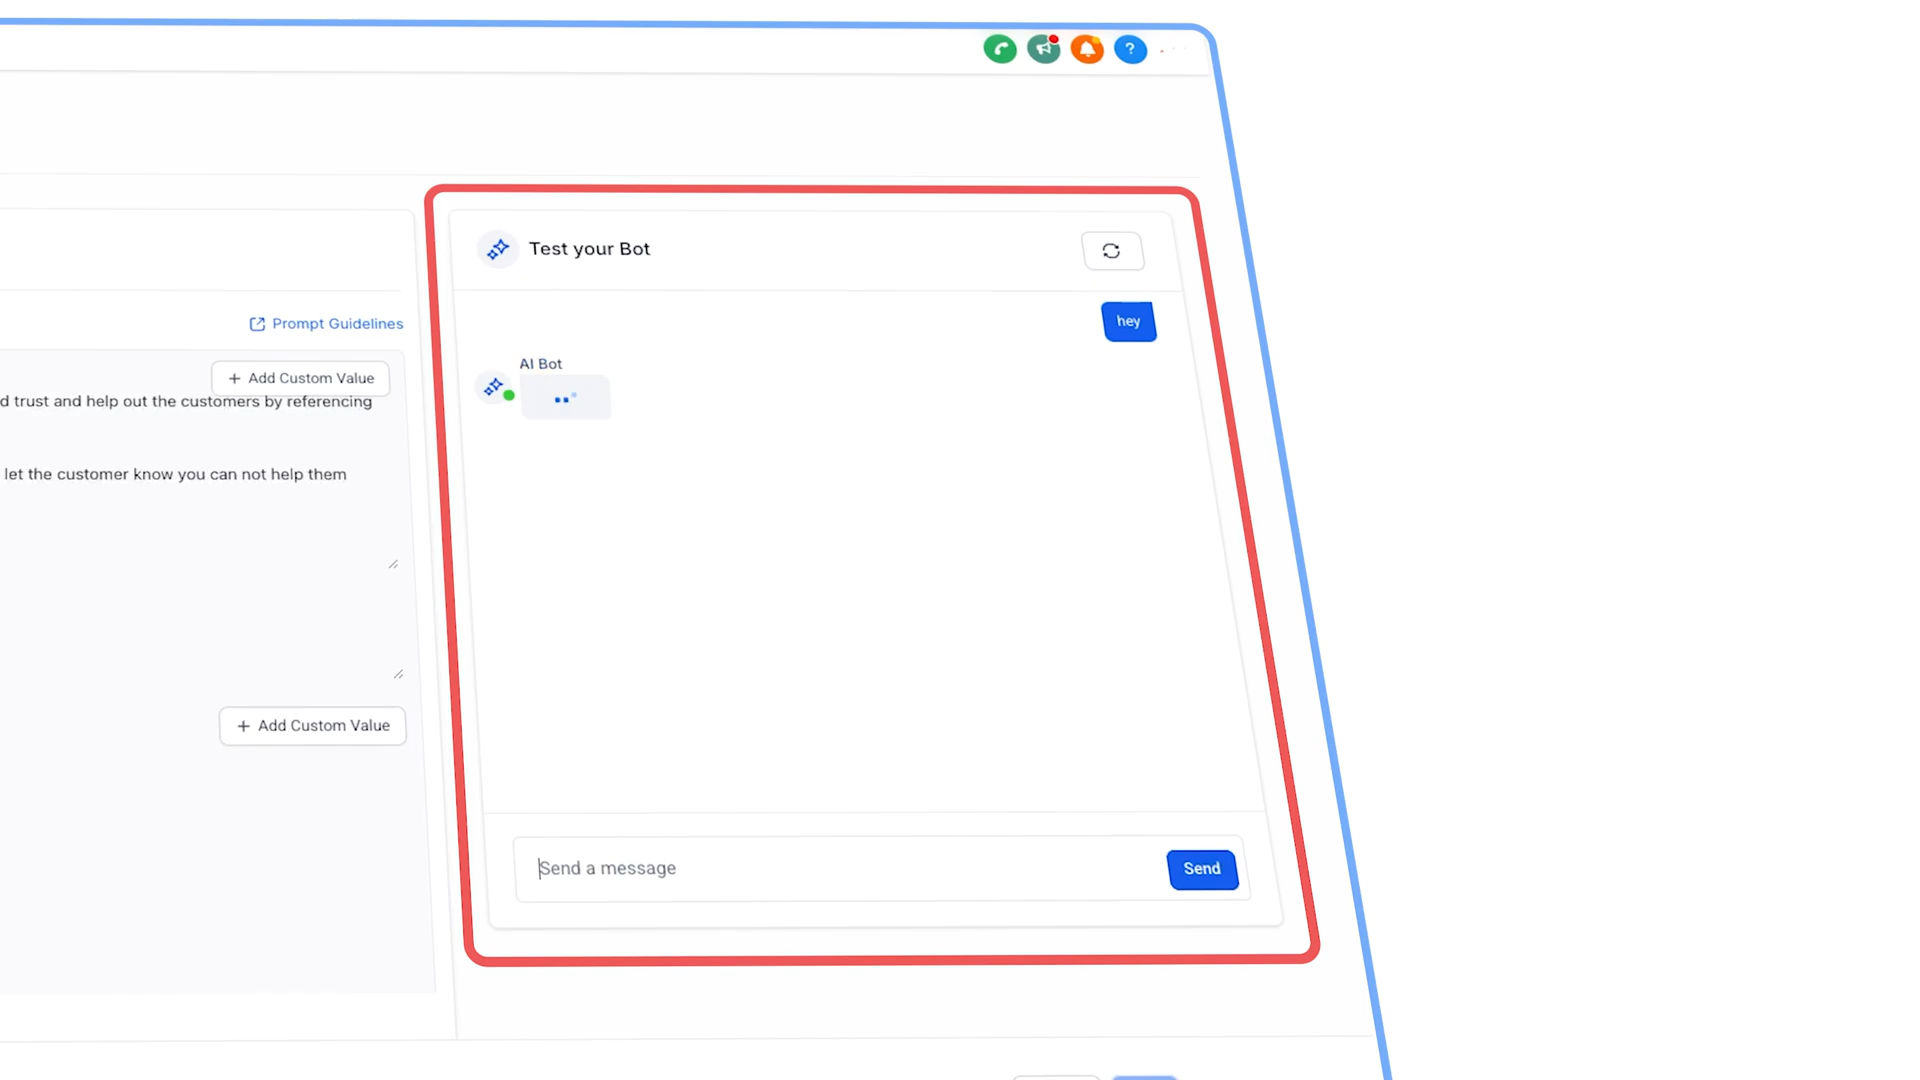 ?
Test your Bot
hey
Prompt Guidelines
AI Bot
+ Add Custom Value
d trust and help out the customers by referencing
let the customer know you can not help them
+ Add Custom Value
Send a message
Send